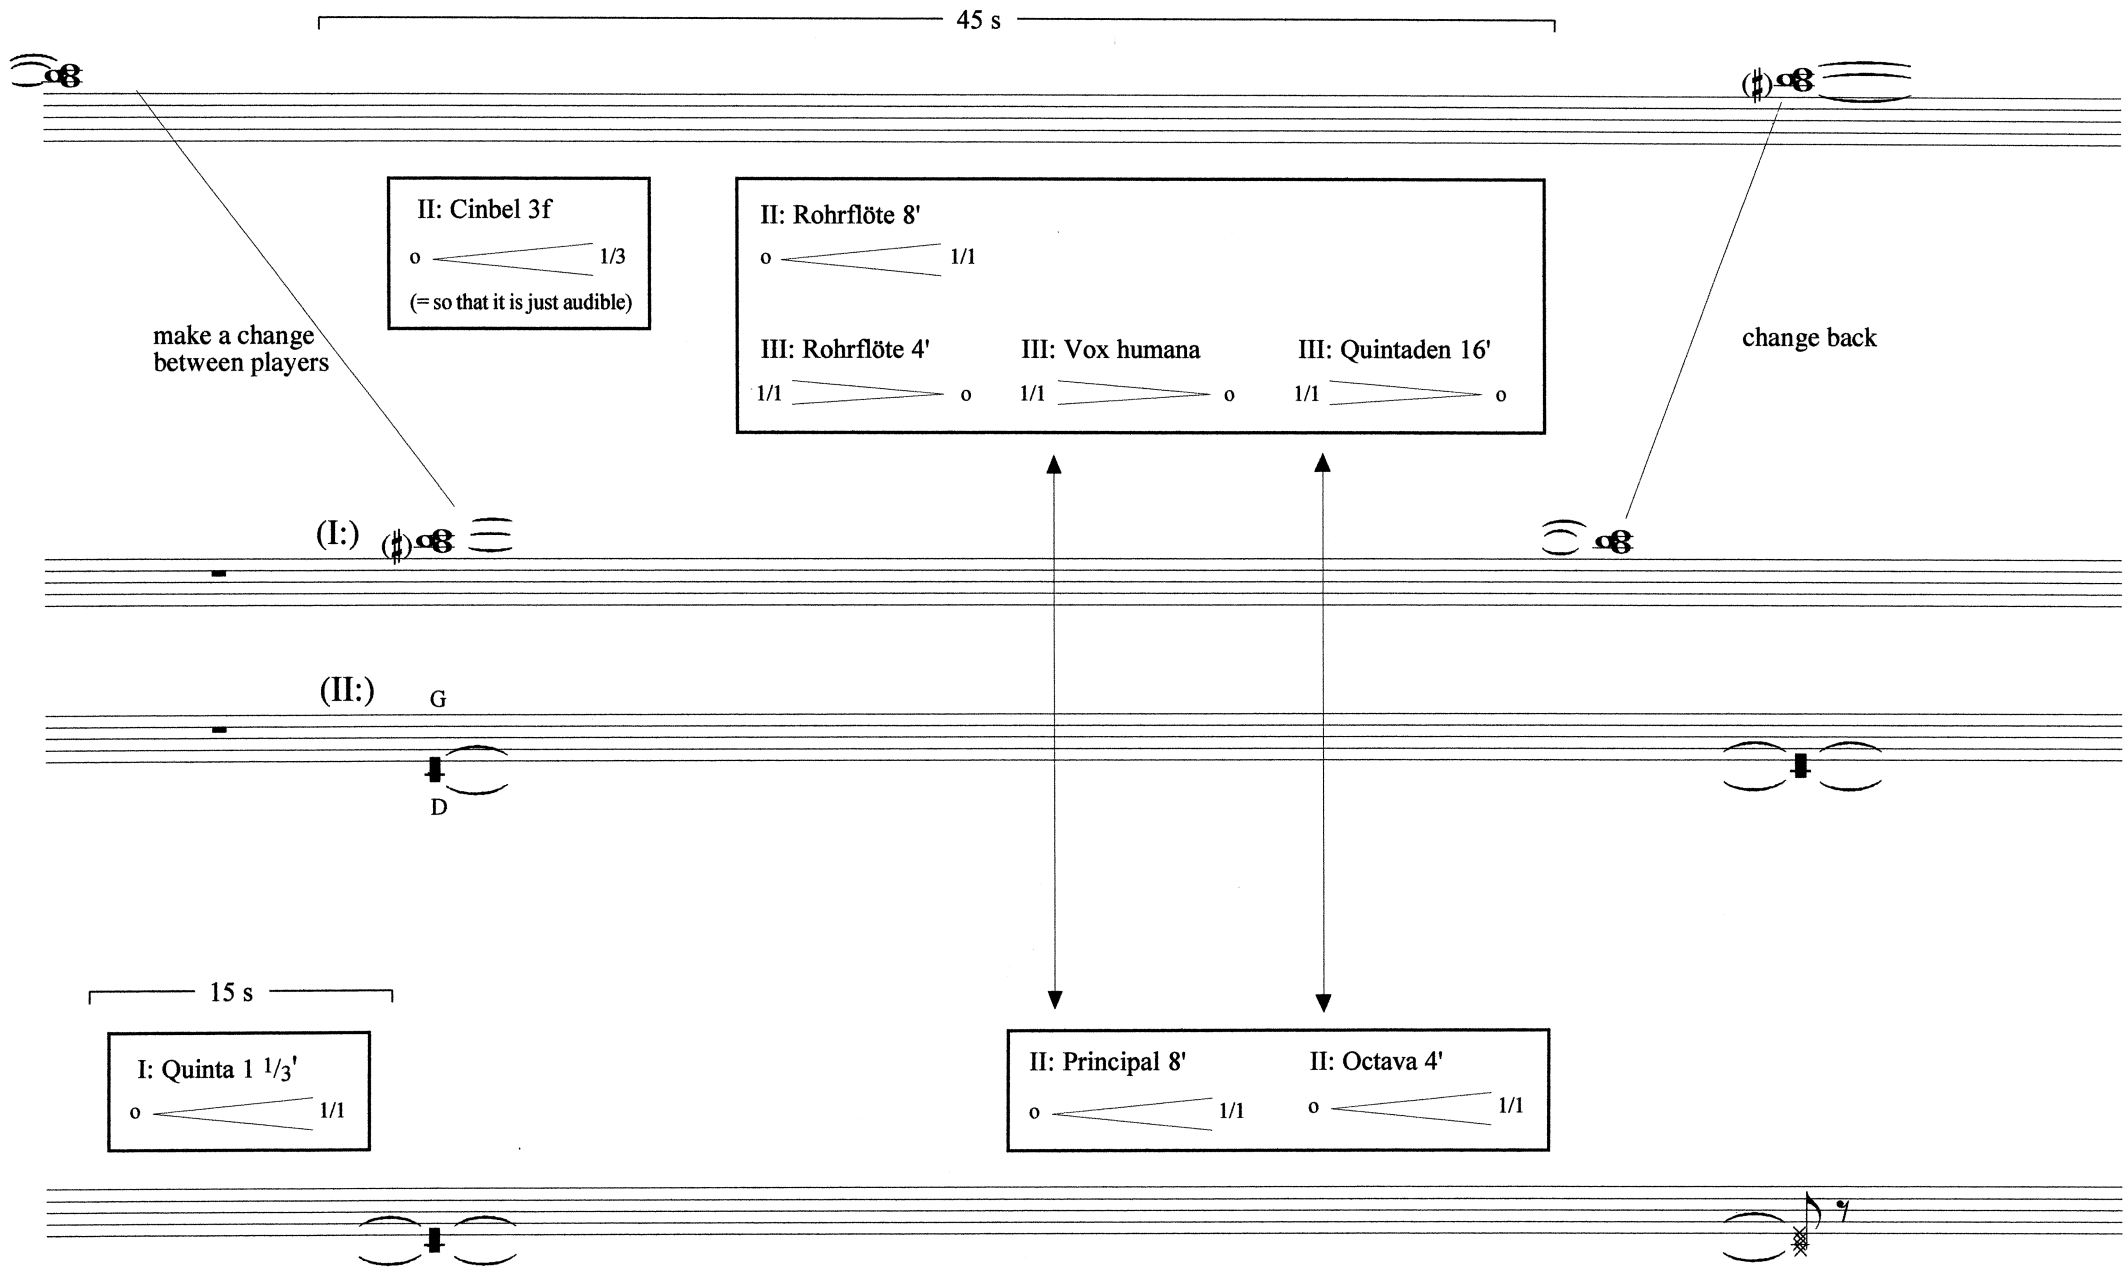 45 s
(♯)
II: Cinbel 3f
o 1/3
(= so that it is just audible)
II: Rohrflöte 8'
o 1/1
III: Rohrflöte 4' III: Vox humana III: Quintaden 16'
1/1 o 1/1 o 1/1 o
make a change
between players
change back
(I:) (♯)
(II:) G
D
15 s
I: Quinta 1 1/3'
o 1/1
II: Principal 8' II: Octava 4'
o 1/1 o 1/1